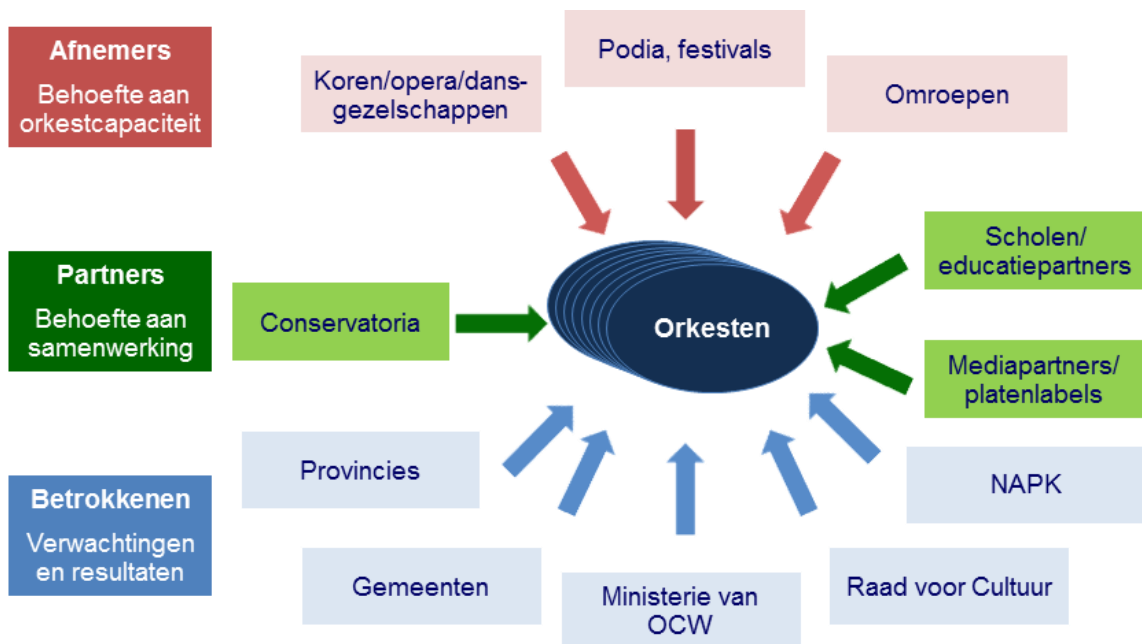 Afnemers
Behoefte aan
orkestcapaciteit
Koren/opera/dans-
gezelschappen
Podia, festivals
Omroepen
Partners
Behoefte aan
samenwerking
Conservatoria
Orkesten
Scholen/
educatiepartners
Mediapartners/
platenlabels
Betrokkenen
Verwachtingen
en resultaten
Provincies
Gemeenten
Ministerie van
OCW
Raad voor Cultuur
NAPK